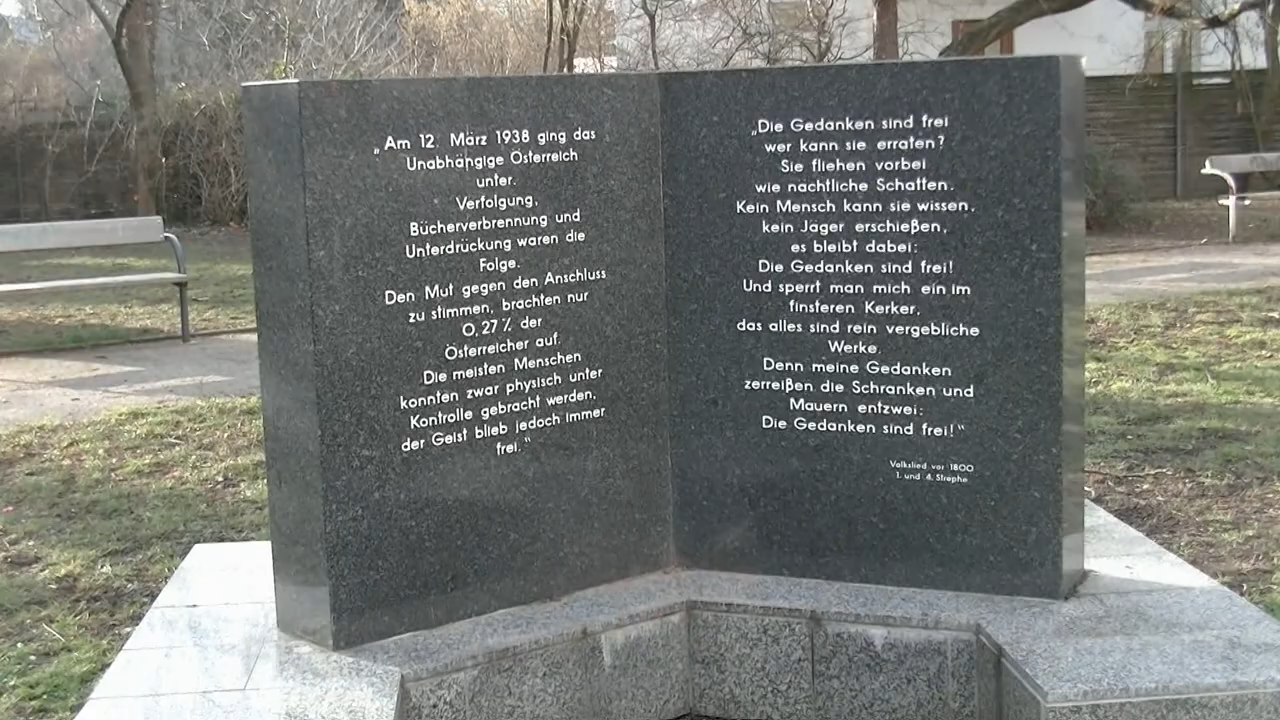 „Am 12. März 1938 ging das
Unabhängige Österreich
unter.
Verfolgung,
Bücherverbrennung und
Unterdrückung waren die
Folge.
Den Mut gegen den Anschluss
zu stimmen, brachten nur
0,27% der
Österreicher auf.
Die meisten Menschen
konnten zwar physisch unter
Kontrolle gebracht werden,
der Geist blieb jedoch immer
frei."
„Die Gedanken sind frei
wer kann sie erraten?
Sie fliehen vorbei
wie nächtliche Schatten.
Kein Mensch kann sie wissen,
kein Jäger erschießen,
es bleibt dabei:
Die Gedanken sind frei!
Und sperrt man mich ein im
finsteren Kerker,
das alles sind rein vergebliche
Werke.
Denn meine Gedanken
zerreißen die Schranken und
Mauern entzwei:
Die Gedanken sind frei!"
Volkslied vor 1800
1. und 4. Strophe